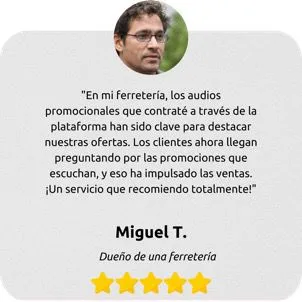 "En mi ferretería, los audios
promocionales que contraté a través de la
plataforma han sido clave para destacar
nuestras ofertas. Los clientes ahora llegan
preguntando por las promociones que
escuchan, y eso ha impulsado las ventas.
¡Un servicio que recomiendo totalmente!"
Miguel T.
Dueño de una ferretería